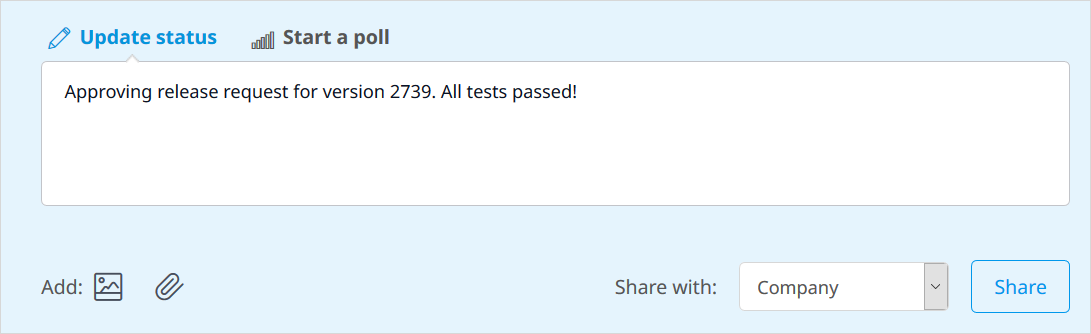 Update status Start a poll
Approving release request for version 2739. All tests passed!
Add: Share with: Company Share